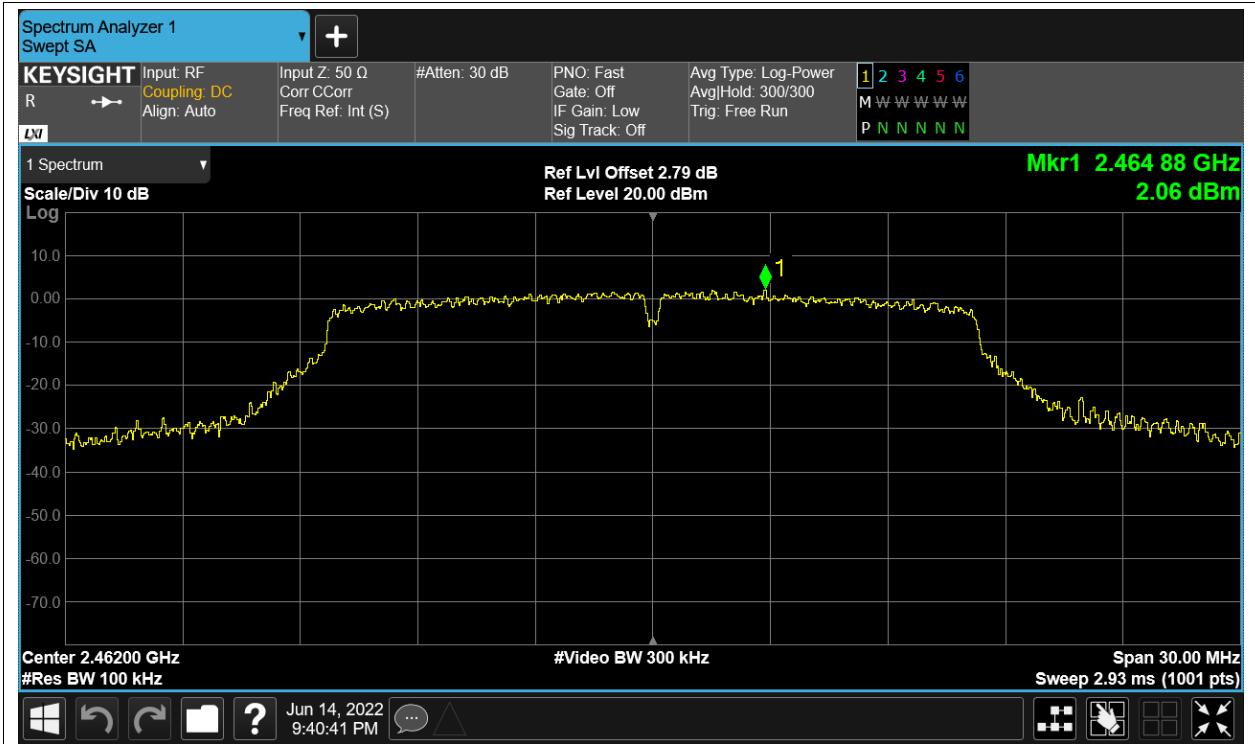 Spectrum Analyzer 1
Swept SA
KEYSIGHT Input: RF Input Z: 50 Ω #Atten: 30 dB PNO: Fast Avg Type: Log-Power 1 2 3 4 5 6
R Coupling: DC Corr CCorr Gate: Off Avg|Hold: 300/300 M W W W W W
Align: Auto Freq Ref: Int (S) IF Gain: Low Trig: Free Run
LXI Sig Track: Off P N N N N N
1 Spectrum Ref Lvl Offset 2.79 dB Mkr1 2.464 88 GHz
Scale/Div 10 dB Ref Level 20.00 dBm 2.06 dBm
Log
10.0
1
0.00
-10.0
-20.0
-30.0
-40.0
-50.0
-60.0
-70.0
Center 2.46200 GHz #Video BW 300 kHz Span 30.00 MHz
#Res BW 100 kHz Sweep 2.93 ms (1001 pts)
? Jun 14, 2022
9:40:41 PM